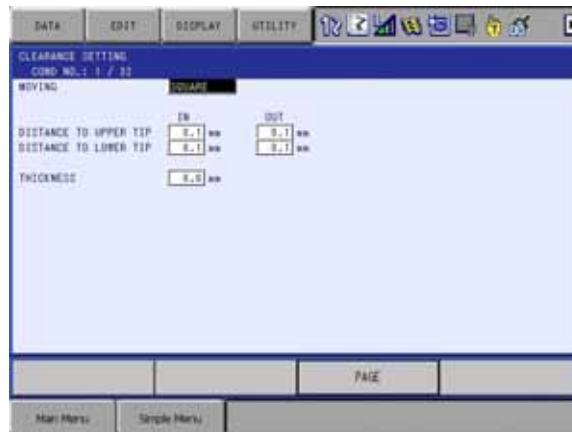 DATA EDIT DISPLAY UTILITY
CLEARANCE SETTING
COND NO.: 1 / 32
MOVING SQUARE
IN OUT
DISTANCE TO UPPER TIP 0.1 mm 0.1 mm
DISTANCE TO LOWER TIP 0.1 mm 0.1 mm
THICKNESS 0.0 mm
PAGE
Main Menu Simple Menu